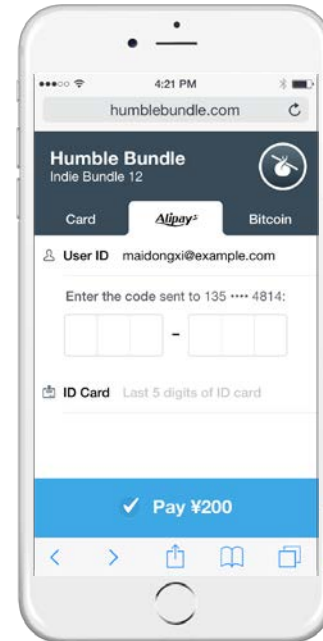 4:21 PM
humblebundle.com
Humble Bundle
Indie Bundle 12
Card
Alipay
Bitcoin
User ID maidongxi@example.com
Enter the code sent to 135 •••• 4814:
-
ID Card Last 5 digits of ID card
Pay ¥200